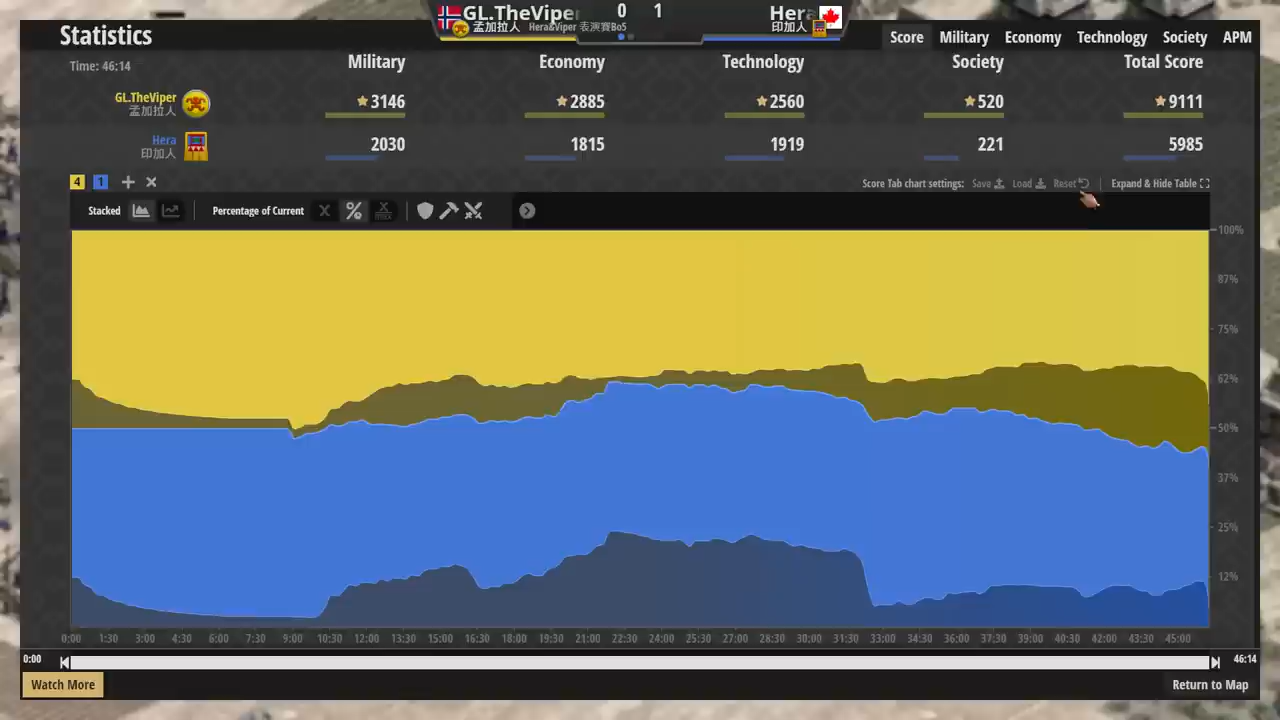 GL.TheViper 0 1 Hera
孟加拉人 Hera&Viper 表演賽Bo5 印加人
Statistics
Score Military Economy Technology Society APM
Time: 46:14
Military Economy Technology Society Total Score
GL.TheViper 3146 2885 2560 520 9111
孟加拉人
Hera 2030 1815 1919 221 5985
印加人
4 1
Score Tab chart settings: Save Load Reset Expand & Hide Table
Stacked Percentage of Current X % X max
100%
87%
75%
62%
50%
37%
25%
12%
0:00 1:30 3:00 4:30 6:00 7:30 9:00 10:30 12:00 13:30 15:00 16:30 18:00 19:30 21:00 22:30 24:00 25:30 27:00 28:30 30:00 31:30 33:00 34:30 36:00 37:30 39:00 40:30 42:00 43:30 45:00
0:00 46:14
Watch More Return to Map